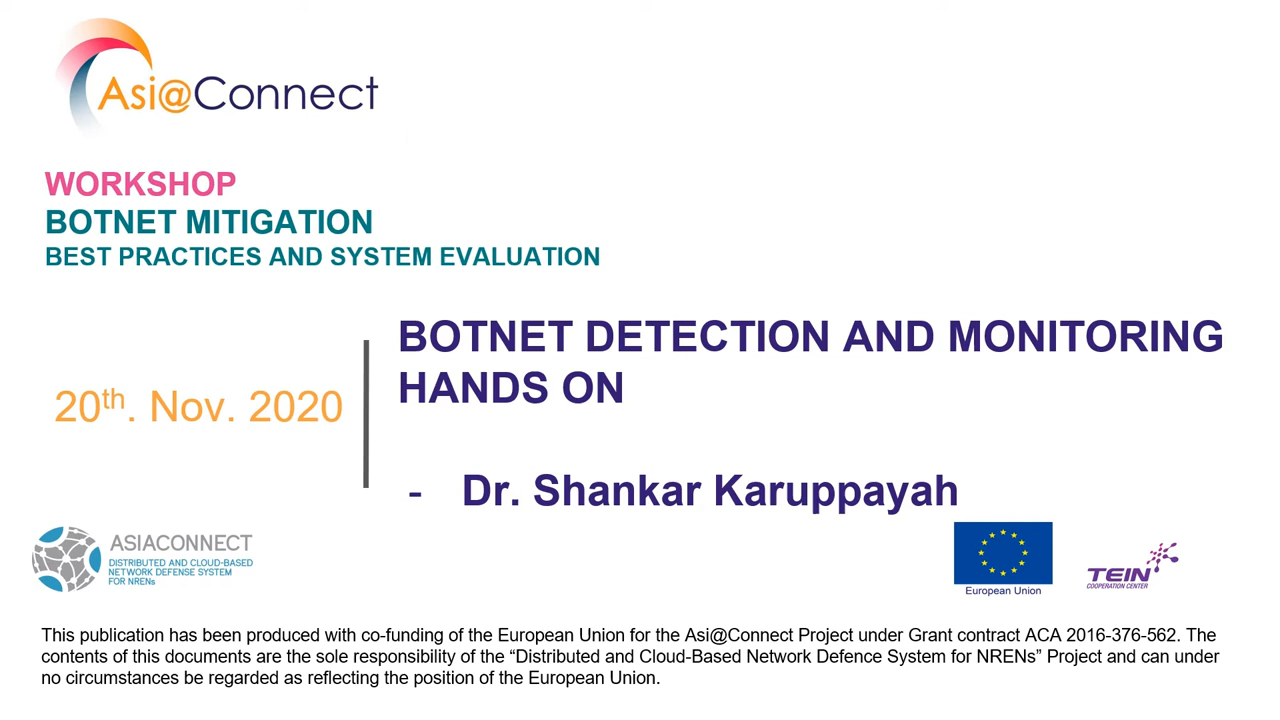 Asi@Connect
WORKSHOP
BOTNET MITIGATION
BEST PRACTICES AND SYSTEM EVALUATION
BOTNET DETECTION AND MONITORING
HANDS ON
20th. Nov. 2020
- Dr. Shankar Karuppayah
ASIACONNECT
DISTRIBUTED AND CLOUD-BASED
NETWORK DEFENSE SYSTEM
FOR NRENs
European Union
TEIN
COOPERATION CENTER
This publication has been produced with co-funding of the European Union for the Asi@Connect Project under Grant contract ACA 2016-376-562. The
contents of this documents are the sole responsibility of the “Distributed and Cloud-Based Network Defence System for NRENs” Project and can under
no circumstances be regarded as reflecting the position of the European Union.